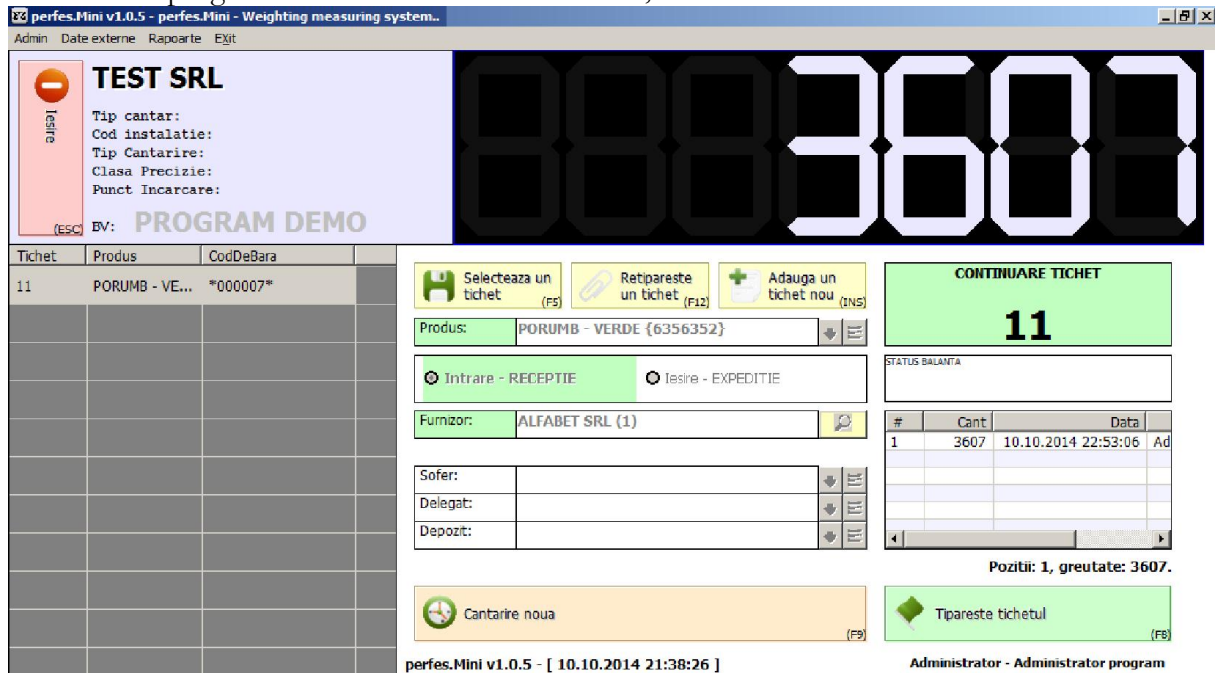 perfes.Mini v1.0.5 - perfes.Mini - Weighting measuring system..
Admin Date externe Rapoarte EXit
Iesire
(ESC)
TEST SRL
Tip cantar:
Cod instalatie:
Tip Cantarire:
Clasa Precizie:
Punct Incarcare:
BV: PROGRAM DEMO
3607
Tichet Produs CodDeBara
11 PORUMB - VE... *000007*
Selecteaza un
tichet (F5)
Retipareste
un tichet (F12)
Adauga un
tichet nou (INS)
Produs: PORUMB - VERDE {6356352}
Intrare - RECEPTIE Iesire - EXPEDITIE
Furnizor: ALFABET SRL (1)
Sofer:
Delegat:
Depozit:
Cantarire noua
(F9)
CONTINUARE TICHET
11
STATUS BALANTA
# Cant Data
1 3607 10.10.2014 22:53:06 Ad
Pozitii: 1, greutate: 3607.
Tipareste tichetul
(F8)
perfes.Mini v1.0.5 - [ 10.10.2014 21:38:26 ]
Administrator - Administrator program